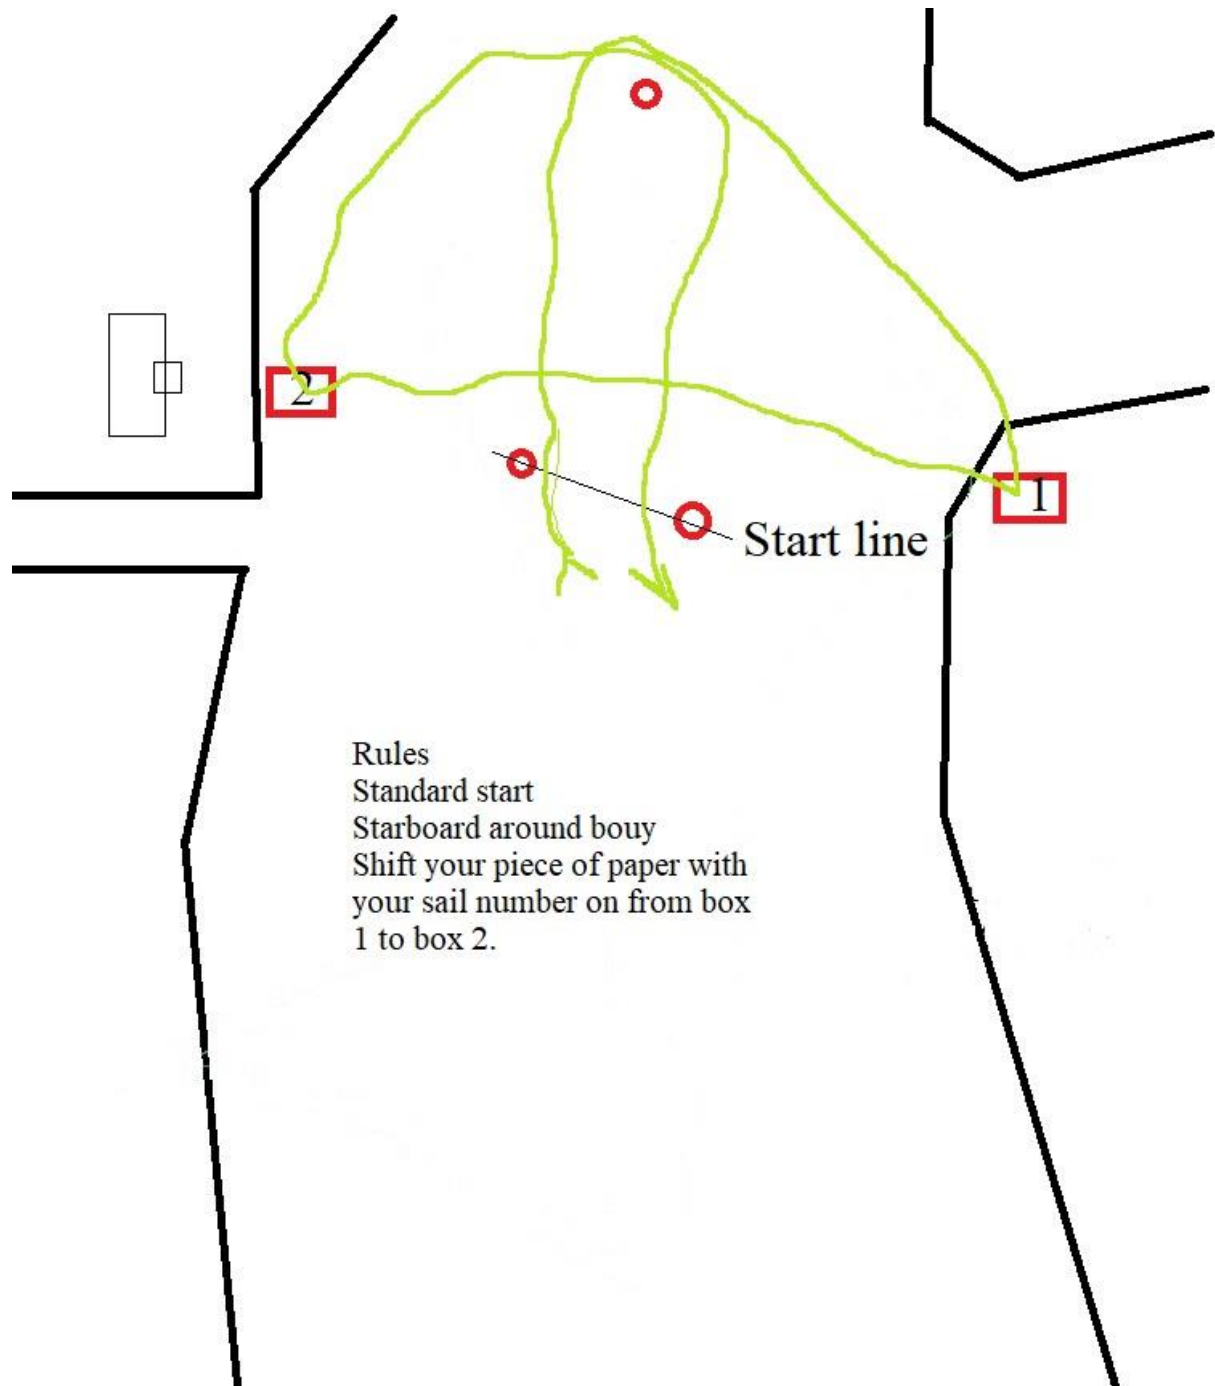 2
1
Start line
Rules
Standard start
Starboard around bouy
Shift your piece of paper with
your sail number on from box
1 to box 2.